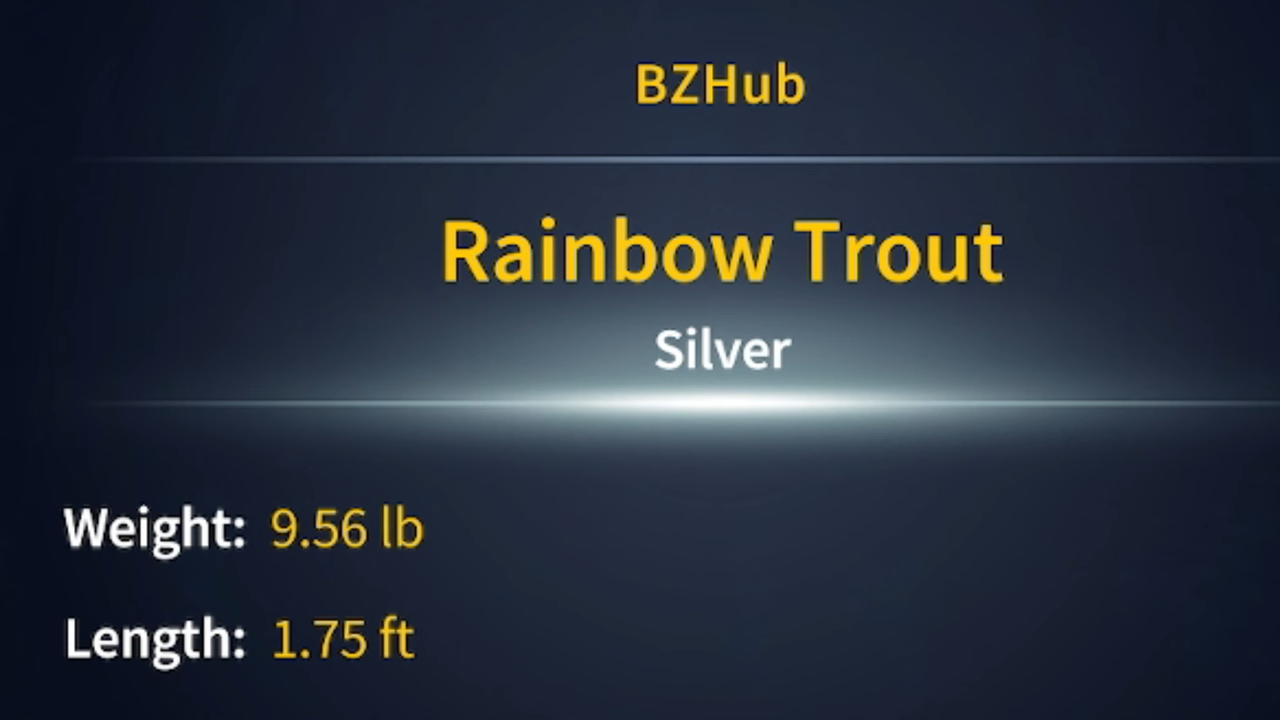 BZHub
Rainbow Trout
Silver
Weight: 9.56 lb
Length: 1.75 ft